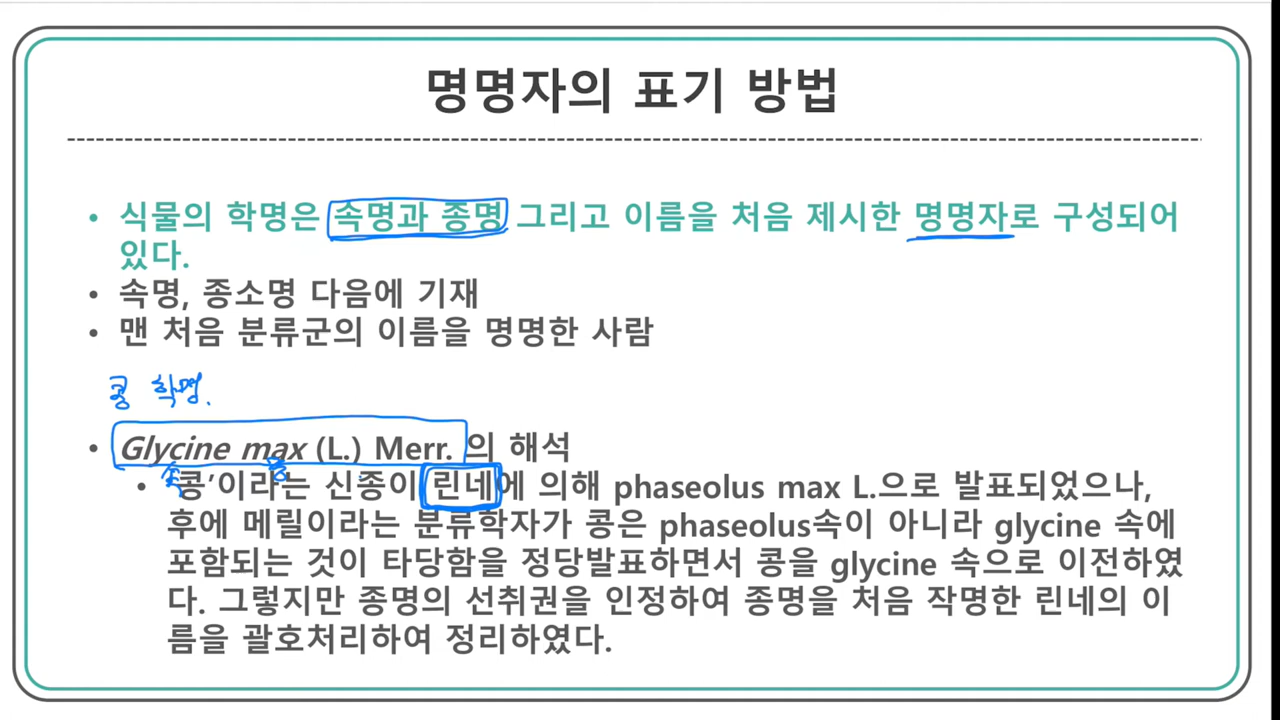 명명자의 표기 방법
• 식물의 학명은 속명과 종명 그리고 이름을 처음 제시한 명명자로 구성되어
있다.
• 속명, 종소명 다음에 기재
• 맨 처음 분류군의 이름을 명명한 사람
콩 학명.
• Glycine max (L.) Merr. 의 해석
속 종
• '콩'이라는 신종이 린네에 의해 phaseolus max L.으로 발표되었으나,
후에 메릴이라는 분류학자가 콩은 phaseolus속이 아니라 glycine 속에
포함되는 것이 타당함을 정당발표하면서 콩을 glycine 속으로 이전하였
다. 그렇지만 종명의 선취권을 인정하여 종명을 처음 작명한 린네의 이
름을 괄호처리하여 정리하였다.